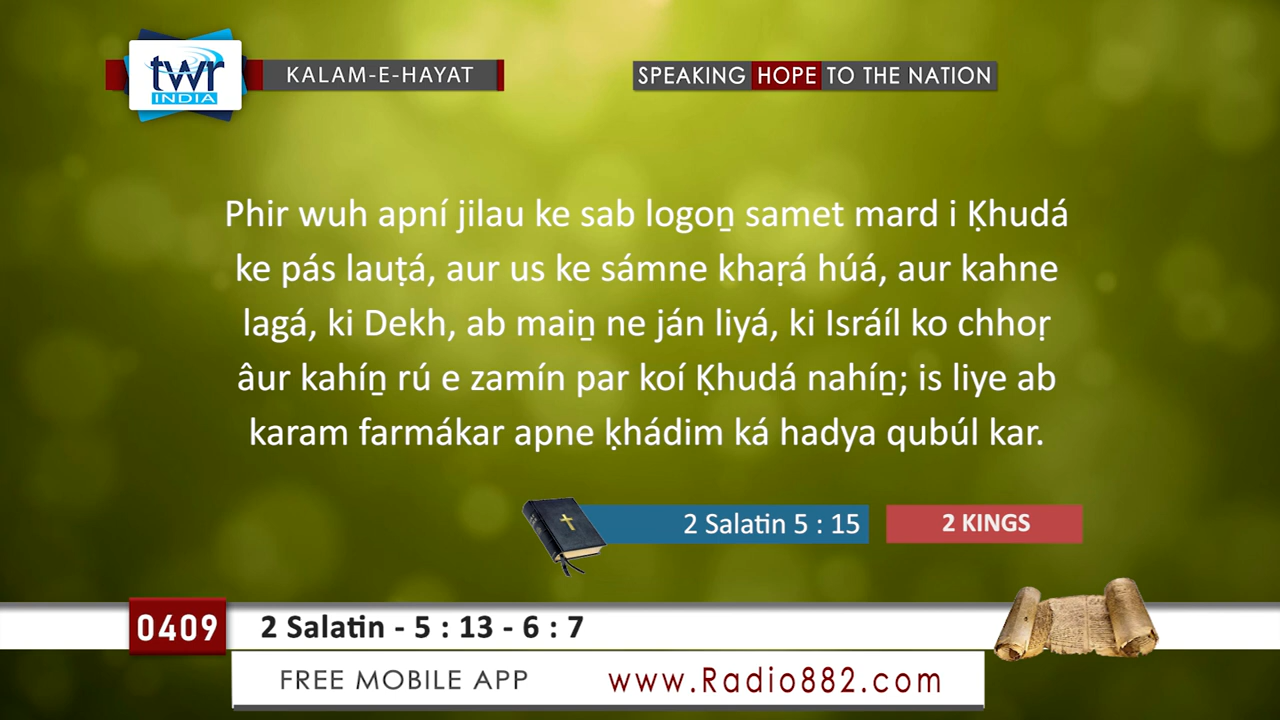 twr
INDIA
KALAM-E-HAYAT
SPEAKING HOPE TO THE NATION
Phir wuh apní jilau ke sab logoṉ samet mard i Ḳhudá
ke pás lauṭá, aur us ke sámne khaṛá húá, aur kahne
lagá, ki Dekh, ab maiṉ ne ján liyá, ki Isráíl ko chhoṛ
âur kahíṉ rú e zamín par koí Ḳhudá nahíṉ; is liye ab
karam farmákar apne ḳhádim ká hadya qubúl kar.
2 Salatin 5 : 15
2 KINGS
0409
2 Salatin - 5 : 13 - 6 : 7
FREE MOBILE APP
www.Radio882.com